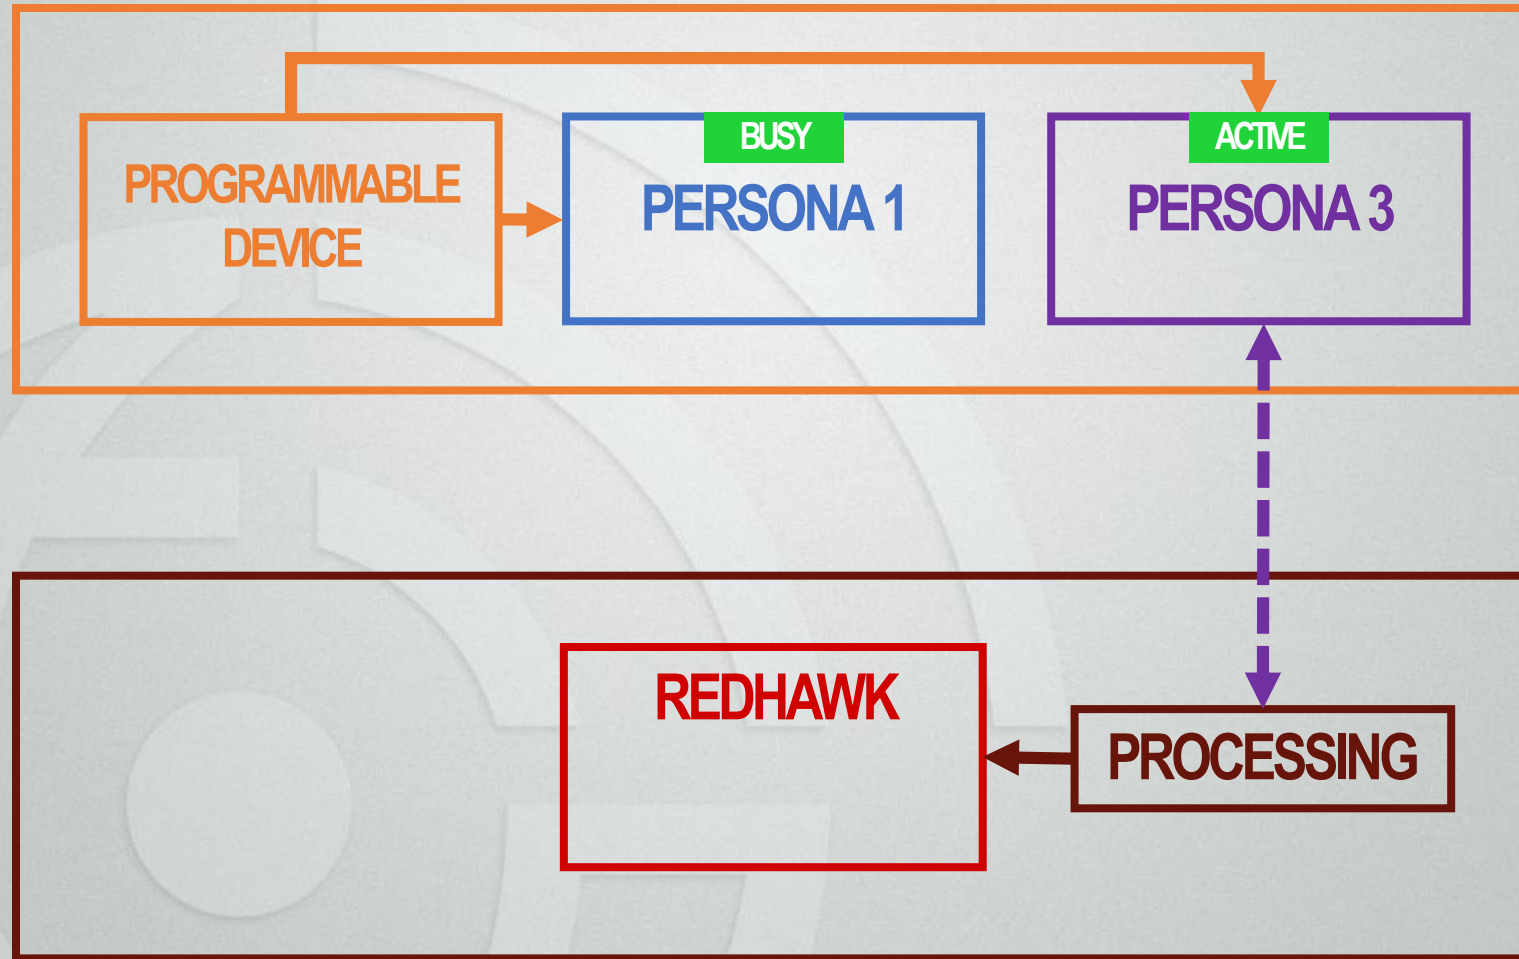 BUSY
ACTIVE
PROGRAMMABLE
DEVICE
PERSONA 1
PERSONA 3
REDHAWK
PROCESSING